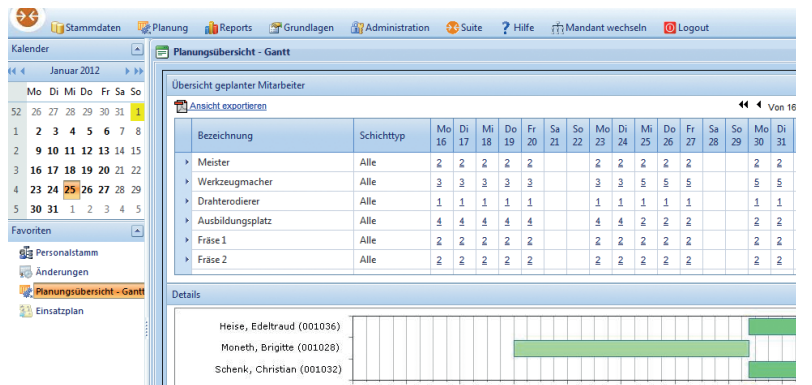 Stammdaten Planung Reports Grundlagen Administration Suite ? Hilfe Mandant wechseln Logout
Kalender
Januar 2012
Mo Di Mi Do Fr Sa So
52 26 27 28 29 30 31 1
1 2 3 4 5 6 7 8
2 9 10 11 12 13 14 15
3 16 17 18 19 20 21 22
4 23 24 25 26 27 28 29
5 30 31 1 2 3 4 5
Favoriten
Personalstamm
Änderungen
Planungsübersicht - Gantt
Einsatzplan
Planungsübersicht - Gantt
Übersicht geplanter Mitarbeiter
Ansicht exportieren
Von 16
Bezeichnung Schichttyp Mo 16 Di 17 Mi 18 Do 19 Fr 20 Sa 21 So 22 Mo 23 Di 24 Mi 25 Do 26 Fr 27 Sa 28 So 29 Mo 30 Di 31
Meister Alle 2 2 2 2 2 2 2 2 2 2 2 2
Werkzeugmacher Alle 3 3 3 3 3 3 3 5 5 5 5 5
Drahterodierer Alle 1 1 1 1 1 1 1 1 1 1 1 1
Ausbildungsplatz Alle 4 4 4 4 4 4 4 2 2 2 2 2
Fräse 1 Alle 2 2 2 2 2 2 2 2 2 2 2 2
Fräse 2 Alle 2 2 2 2 2 2 2 2 2 2 2 2
Details
Heise, Edeltraud (001036)
Moneth, Brigitte (001028)
Schenk, Christian (001032)